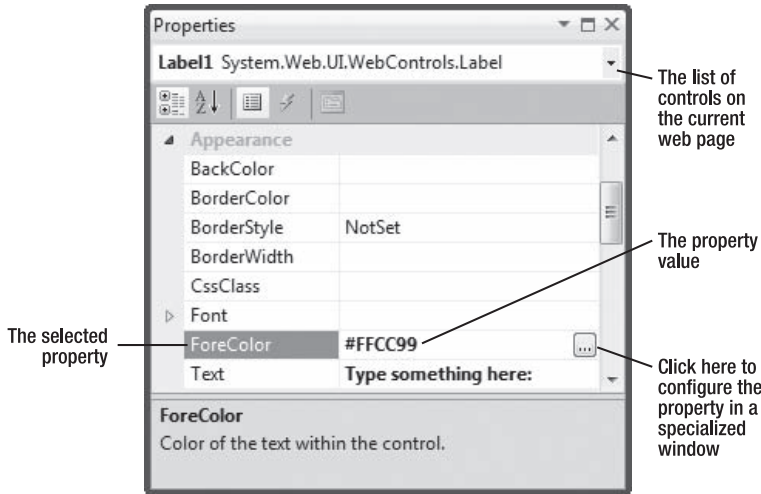 Properties
Label1 System.Web.UI.WebControls.Label
The list of
controls on
the current
web page
A
Z
Appearance
BackColor
BorderColor
BorderStyle NotSet
BorderWidth
CssClass
Font
The property
value
The selected
property
ForeColor #FFCC99 ...
Text Type something here:
Click here to
configure the
property in a
specialized
window
ForeColor
Color of the text within the control.